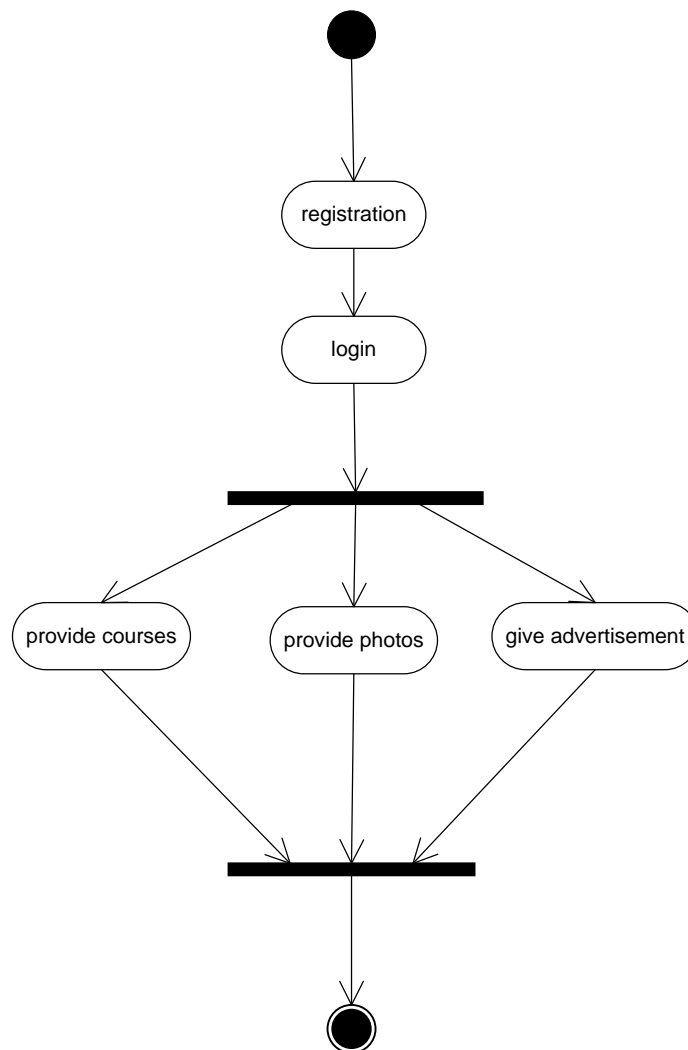 registration
login
provide courses
provide photos
give advertisement